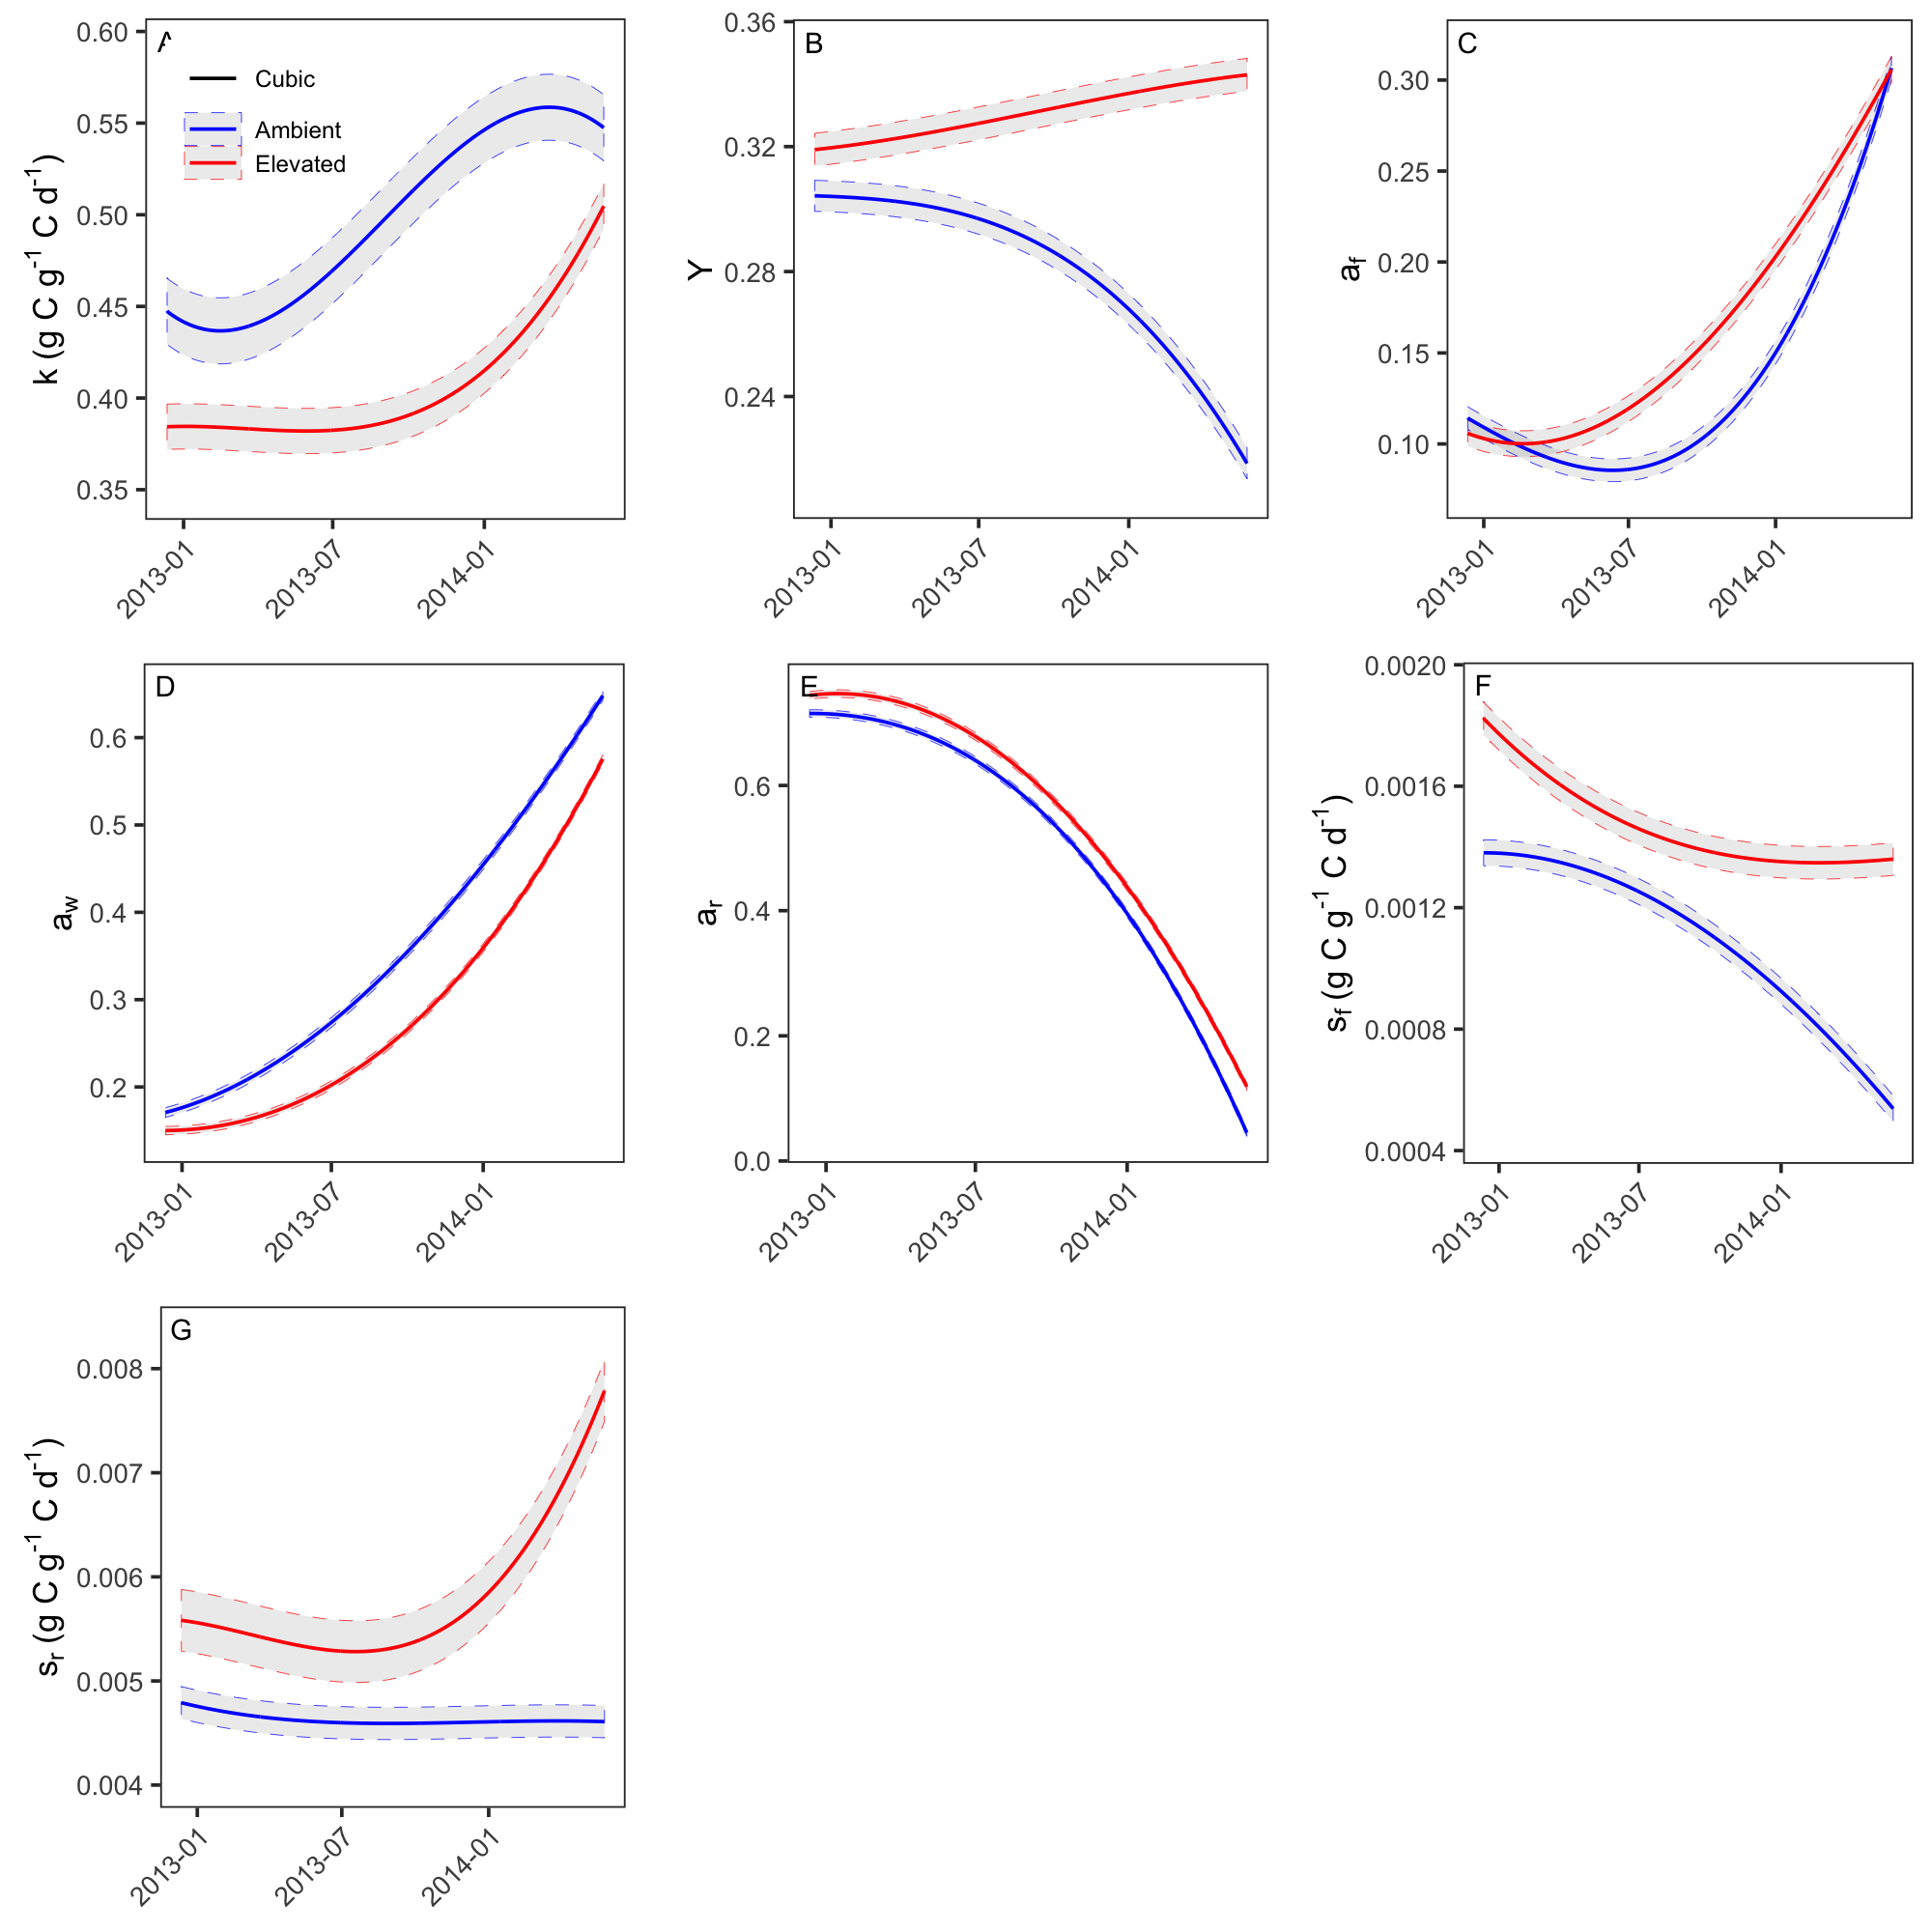 A
Cubic
Ambient
Elevated
0.60
0.55
0.50
0.45
0.40
0.35
k (g C g⁻¹ C d⁻¹)
2013-01 2013-07 2014-01
B
0.36
0.32
0.28
0.24
Y
2013-01 2013-07 2014-01
C
0.30
0.25
0.20
0.15
0.10
a_f
2013-01 2013-07 2014-01
D
0.6
0.5
0.4
0.3
0.2
a_w
2013-01 2013-07 2014-01
E
0.6
0.4
0.2
0.0
a_r
2013-01 2013-07 2014-01
F
0.0020
0.0016
0.0012
0.0008
0.0004
s_f (g C g⁻¹ C d⁻¹)
2013-01 2013-07 2014-01
G
0.008
0.007
0.006
0.005
0.004
s_r (g C g⁻¹ C d⁻¹)
2013-01 2013-07 2014-01